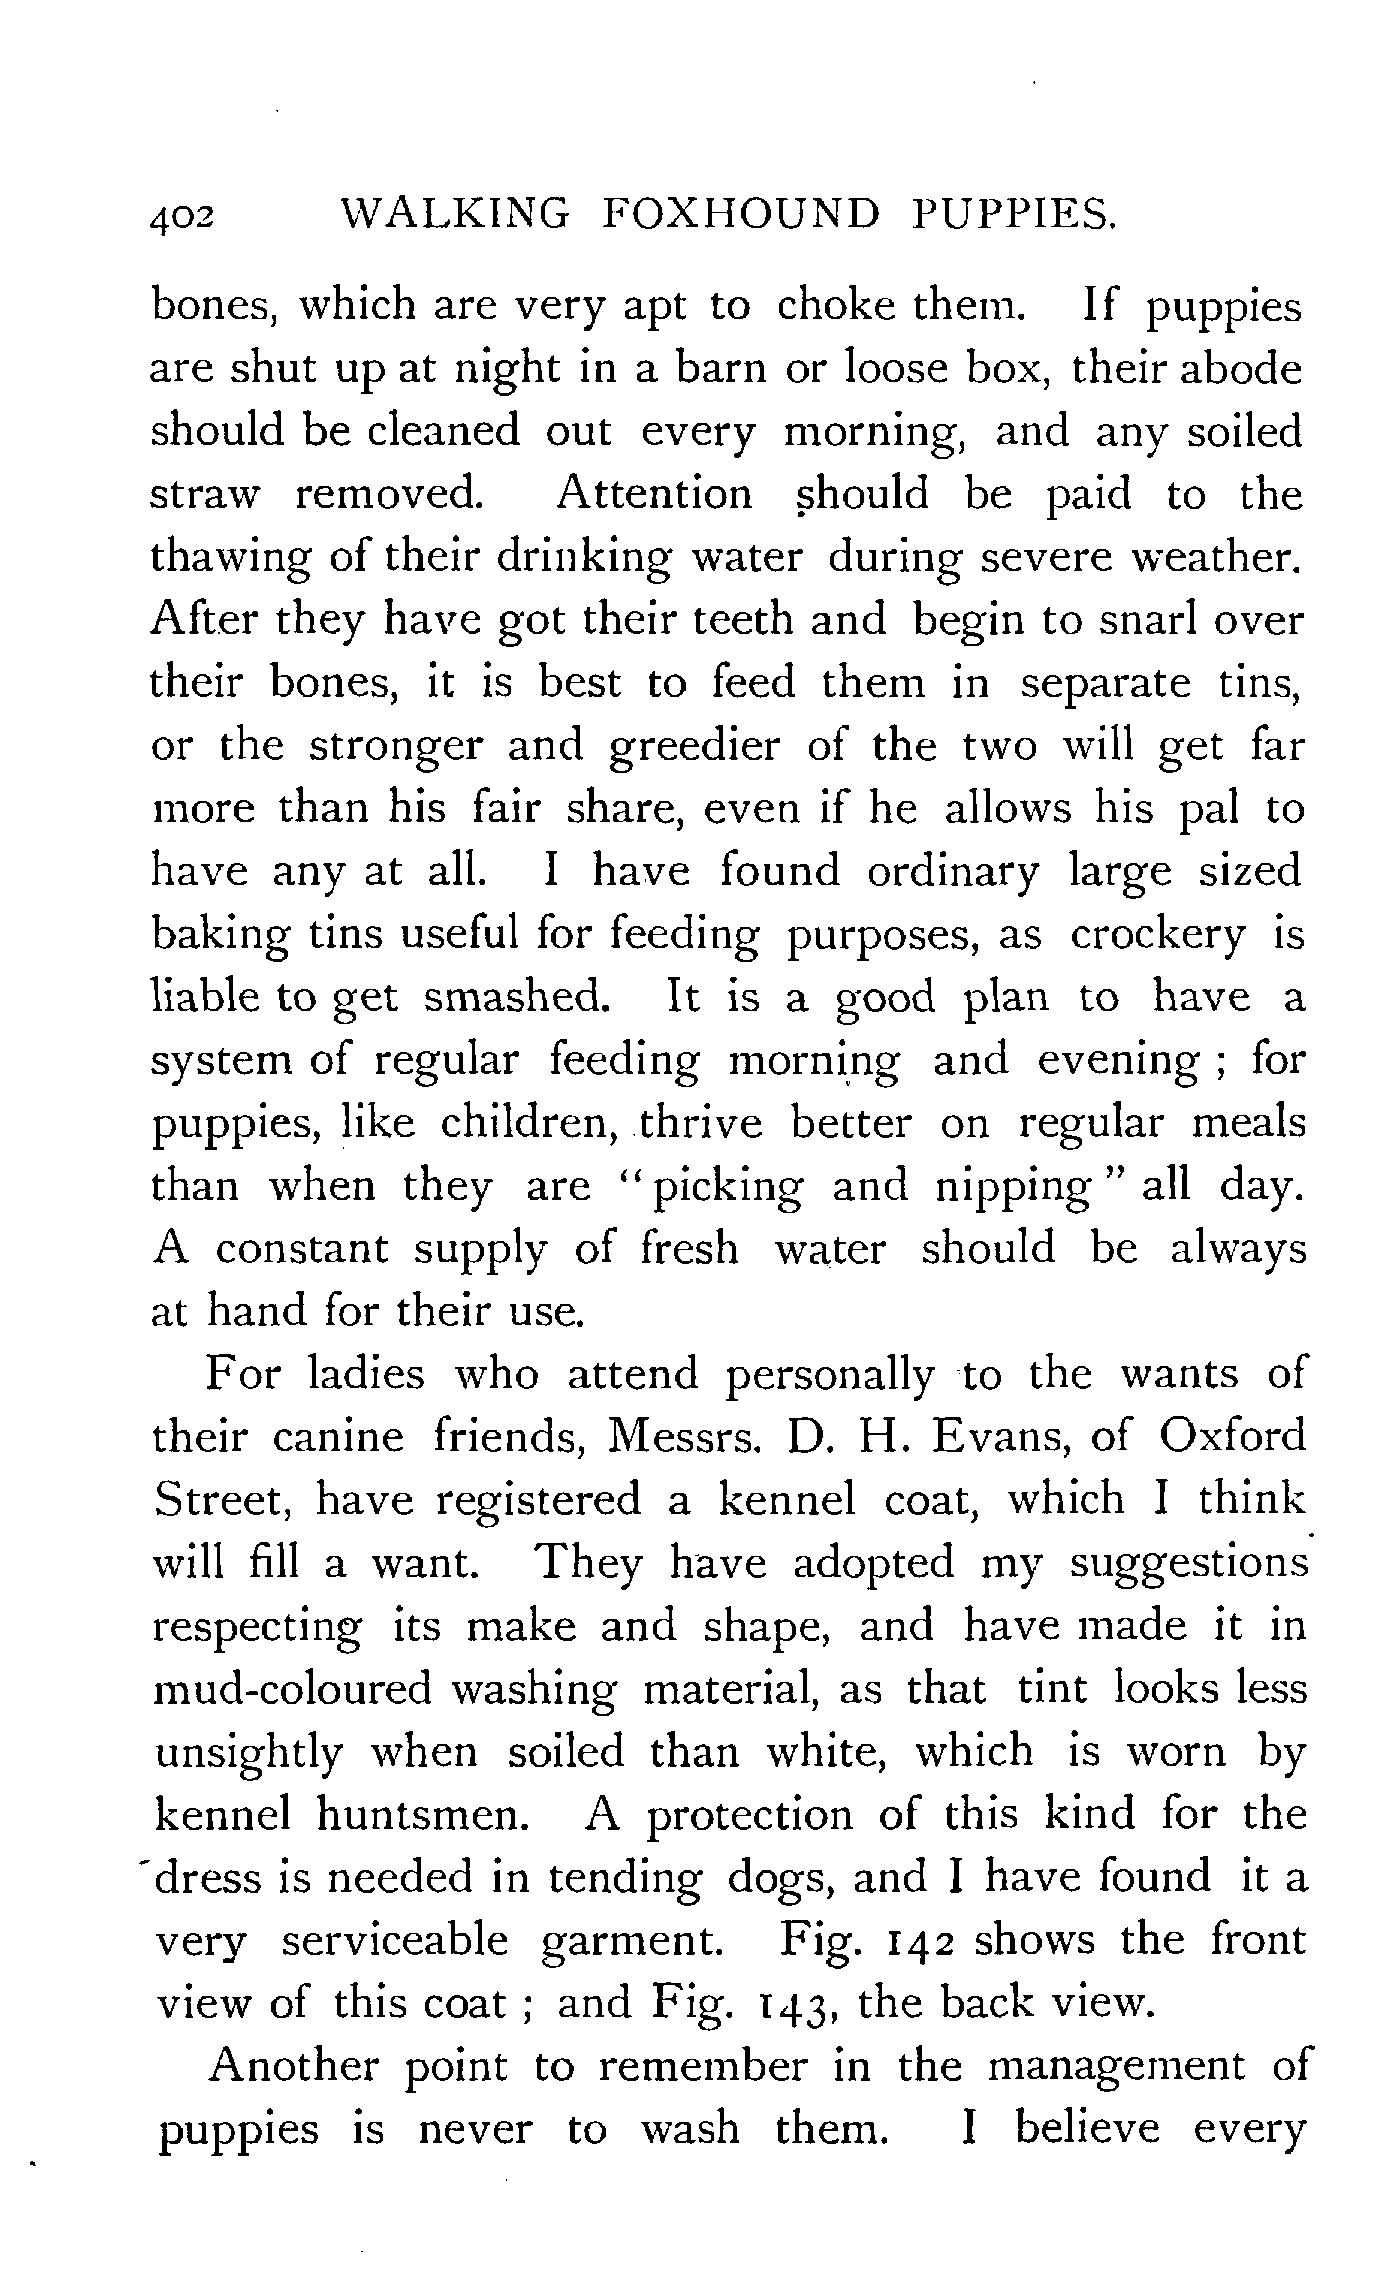 402 WALKING FOXHOUND PUPPIES.
bones, which are very apt to choke them. If puppies
are shut up at night in a barn or loose box, their abode
should be cleaned out every morning, and any soiled
straw removed. Attention should be paid to the
thawing of their drinking water during severe weather.
After they have got their teeth and begin to snarl over
their bones, it is best to feed them in separate tins,
or the stronger and greedier of the two will get far
more than his fair share, even if he allows his pal to
have any at all. I have found ordinary large sized
baking tins useful for feeding purposes, as crockery is
liable to get smashed. It is a good plan to have a
system of regular feeding morning and evening ; for
puppies, like children, thrive better on regular meals
than when they are “ picking and nipping ” all day.
A constant supply of fresh water should be always
at hand for their use.
For ladies who attend personally to the wants of
their canine friends, Messrs. D. H. Evans, of Oxford
Street, have registered a kennel coat, which I think
will fill a want. They have adopted my suggestions
respecting its make and shape, and have made it in
mud-coloured washing material, as that tint looks less
unsightly when soiled than white, which is worn by
kennel huntsmen. A protection of this kind for the
dress is needed in tending dogs, and I have found it a
very serviceable garment. Fig. 142 shows the front
view of this coat ; and Fig. 143, the back view.
Another point to remember in the management of
puppies is never to wash them. I believe every